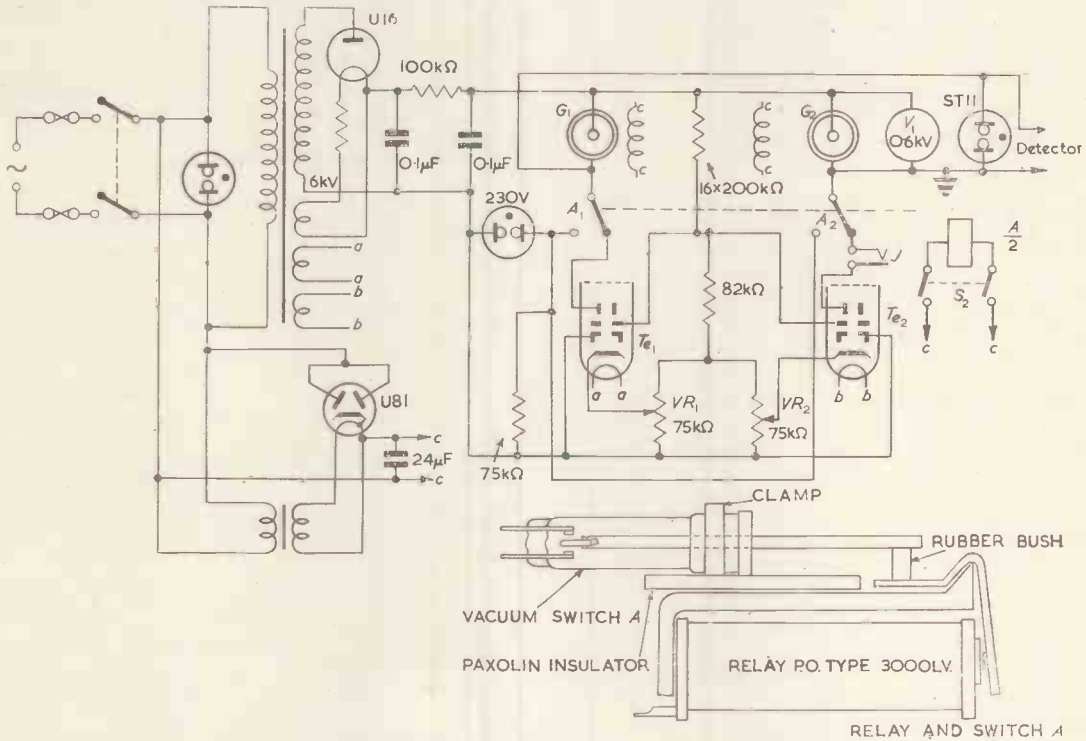 U16
100kΩ
0·1μF
0·1μF
6kV
230V
a
a
b
b
G₁
c
c
c
c
G₂
V₁
0·6kV
ST11
Detector
16×200kΩ
A₁
A₂
VJ
A/2
S₂
c
c
82kΩ
Te₁
Te₂
a
a
b
b
VR₁
75kΩ
VR₂
75kΩ
75kΩ
U81
24μF
c
c
CLAMP
RUBBER BUSH
VACUUM SWITCH A
PAXOLIN INSULATOR
RELAY P.O. TYPE 3000LV.
RELAY AND SWITCH A